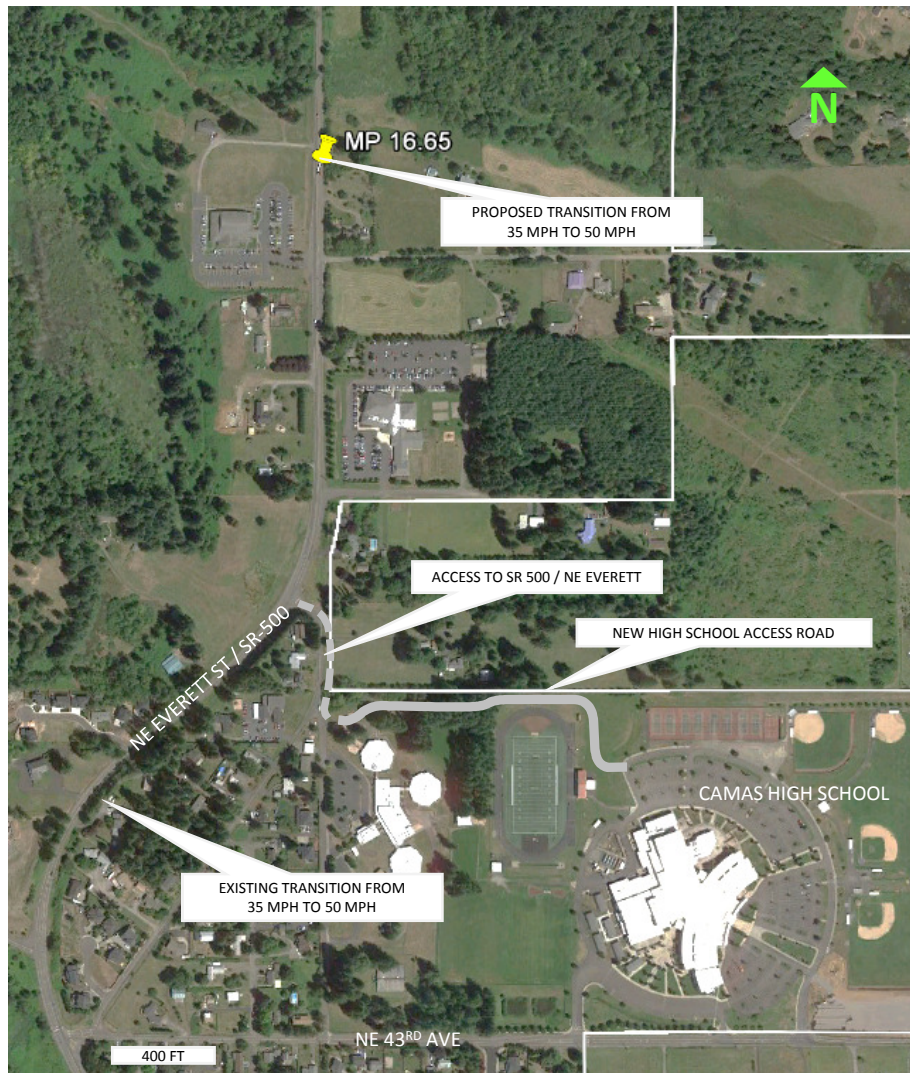 N
MP 16.65
PROPOSED TRANSITION FROM
35 MPH TO 50 MPH
ACCESS TO SR 500 / NE EVERETT
NEW HIGH SCHOOL ACCESS ROAD
NE EVERETT ST / SR-500
CAMAS HIGH SCHOOL
EXISTING TRANSITION FROM
35 MPH TO 50 MPH
NE 43RD AVE
400 FT